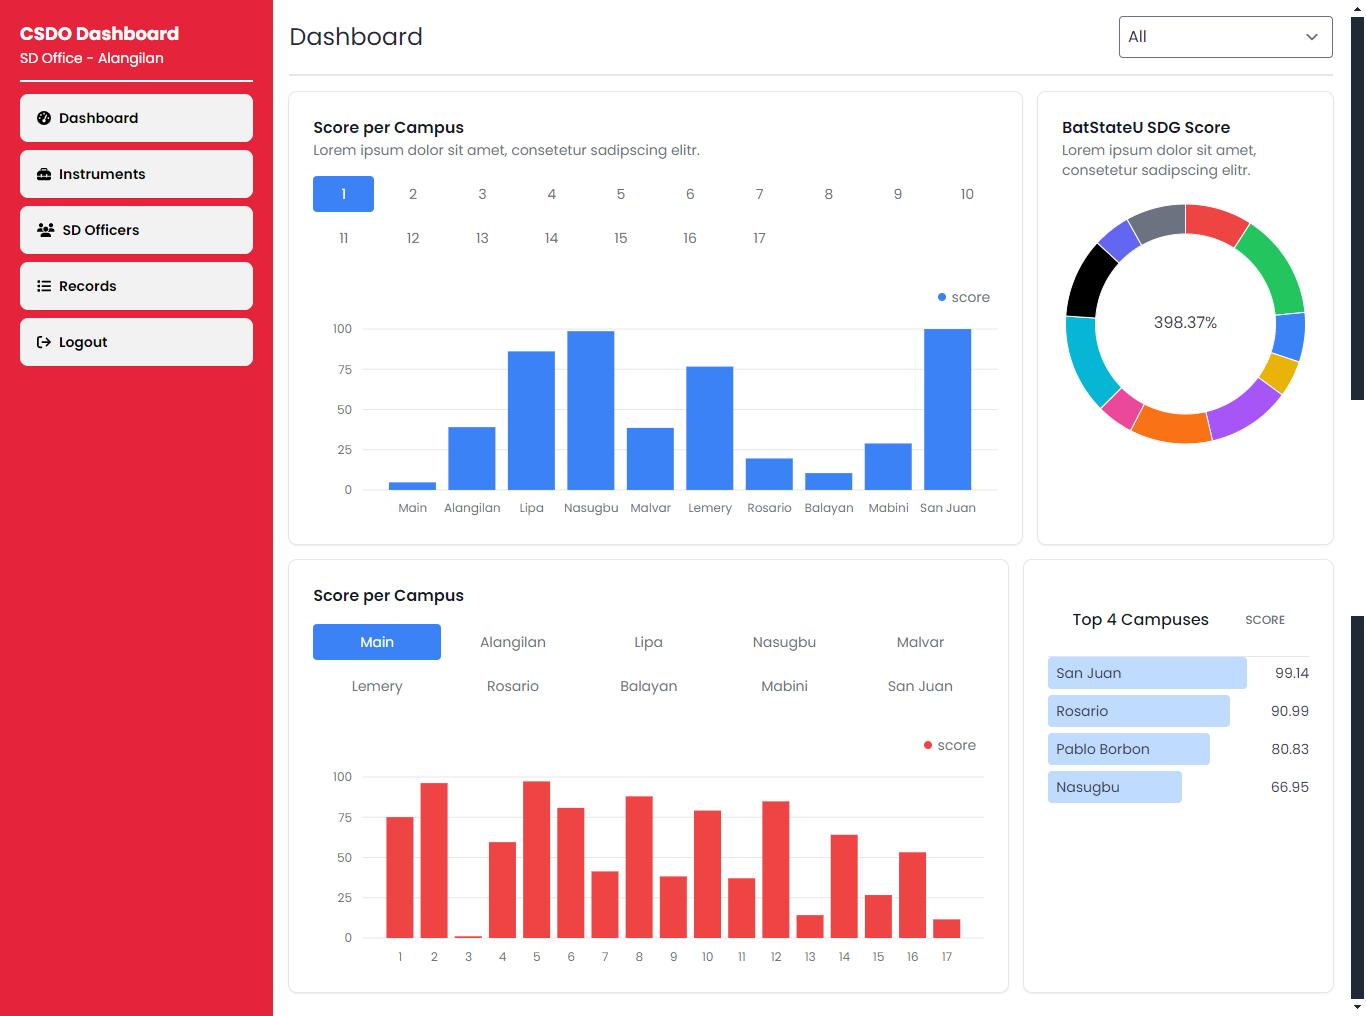 CSDO Dashboard
SD Office - Alangilan
Dashboard
Instruments
SD Officers
Records
Logout
Dashboard
All
Score per Campus
Lorem ipsum dolor sit amet, consetetur sadipscing elitr.
1 2 3 4 5 6 7 8 9 10
11 12 13 14 15 16 17
score
100
75
50
25
0
Main Alangilan Lipa Nasugbu Malvar Lemery Rosario Balayan Mabini San Juan
BatStateU SDG Score
Lorem ipsum dolor sit amet,
consetetur sadipscing elitr.
398.37%
Score per Campus
Main Alangilan Lipa Nasugbu Malvar
Lemery Rosario Balayan Mabini San Juan
score
100
75
50
25
0
1 2 3 4 5 6 7 8 9 10 11 12 13 14 15 16 17
Top 4 Campuses SCORE
San Juan 99.14
Rosario 90.99
Pablo Borbon 80.83
Nasugbu 66.95